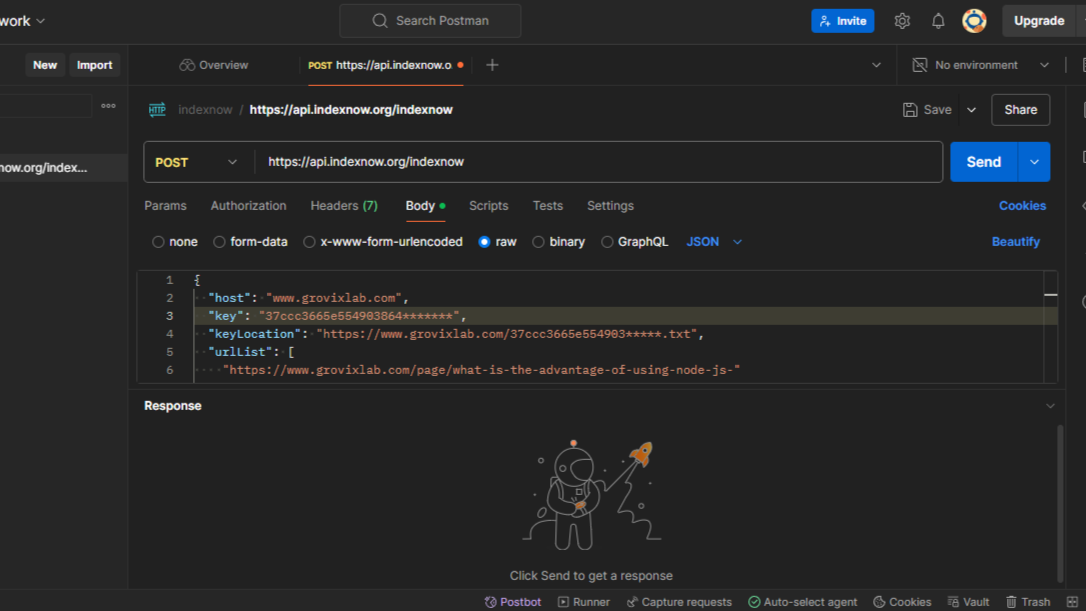 work
Search Postman
Invite
Upgrade
New
Import
Overview
POST https://api.indexnow.o
No environment
HTTP
indexnow / https://api.indexnow.org/indexnow
Save
Share
now.org/index...
POST
https://api.indexnow.org/indexnow
Send
Params
Authorization
Headers (7)
Body
Scripts
Tests
Settings
Cookies
none
form-data
x-www-form-urlencoded
raw
binary
GraphQL
JSON
Beautify
1 {
2 "host": "www.grovixlab.com",
3 "key": "37ccc3665e554903864*******",
4 "keyLocation": "https://www.grovixlab.com/37ccc3665e554903*****.txt",
5 "urlList": [
6 "https://www.grovixlab.com/page/what-is-the-advantage-of-using-node-js-"
Response
Click Send to get a response
Postbot
Runner
Capture requests
Auto-select agent
Cookies
Vault
Trash